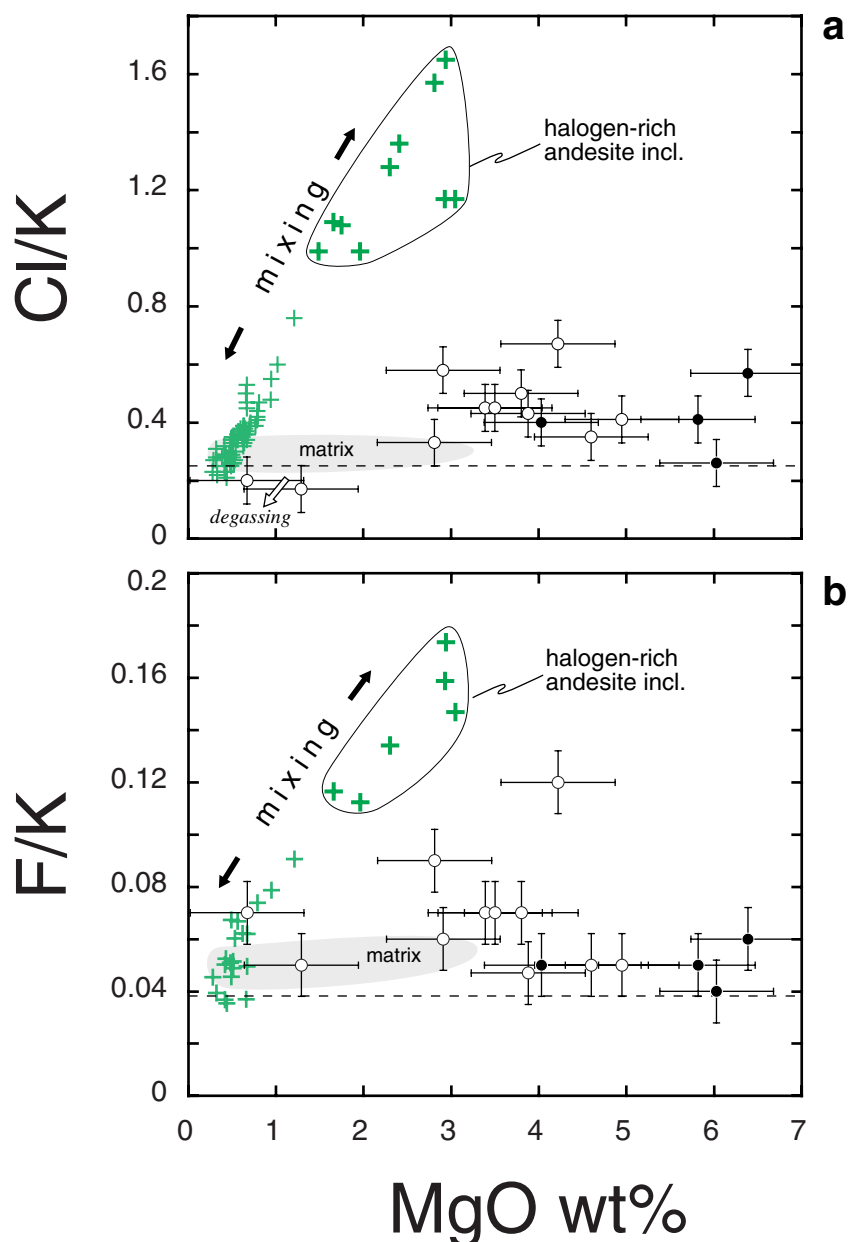 a
1.6
1.2
0.8
0.4
0
Cl/K
mixing
halogen-rich
andesite incl.
matrix
degassing
b
0.2
0.16
0.12
0.08
0.04
0
F/K
mixing
halogen-rich
andesite incl.
matrix
0 1 2 3 4 5 6 7
MgO wt%